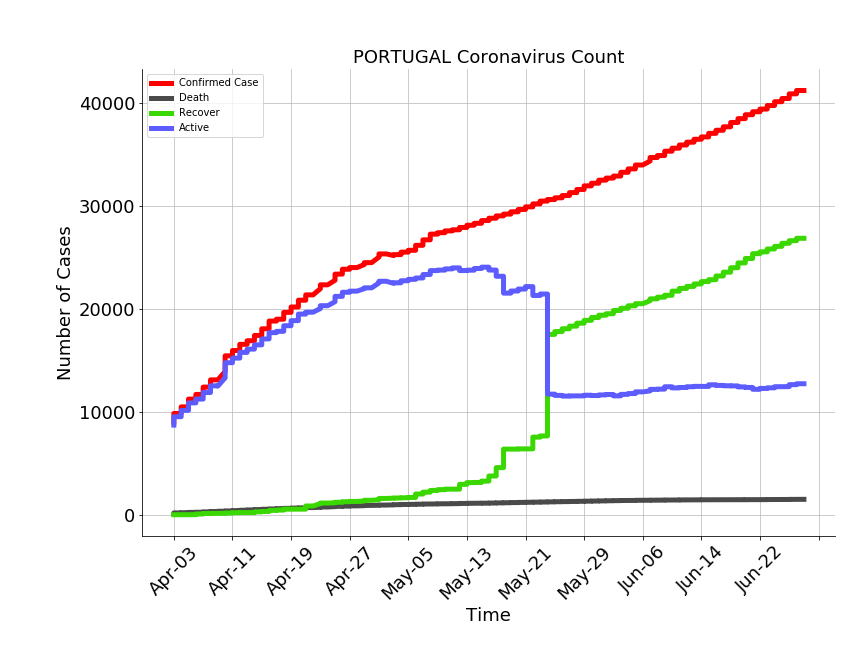 PORTUGAL Coronavirus Count
Confirmed Case
Death
Recover
Active
Number of Cases
40000
30000
20000
10000
0
Apr-03
Apr-11
Apr-19
Apr-27
May-05
May-13
May-21
May-29
Jun-06
Jun-14
Jun-22
Time